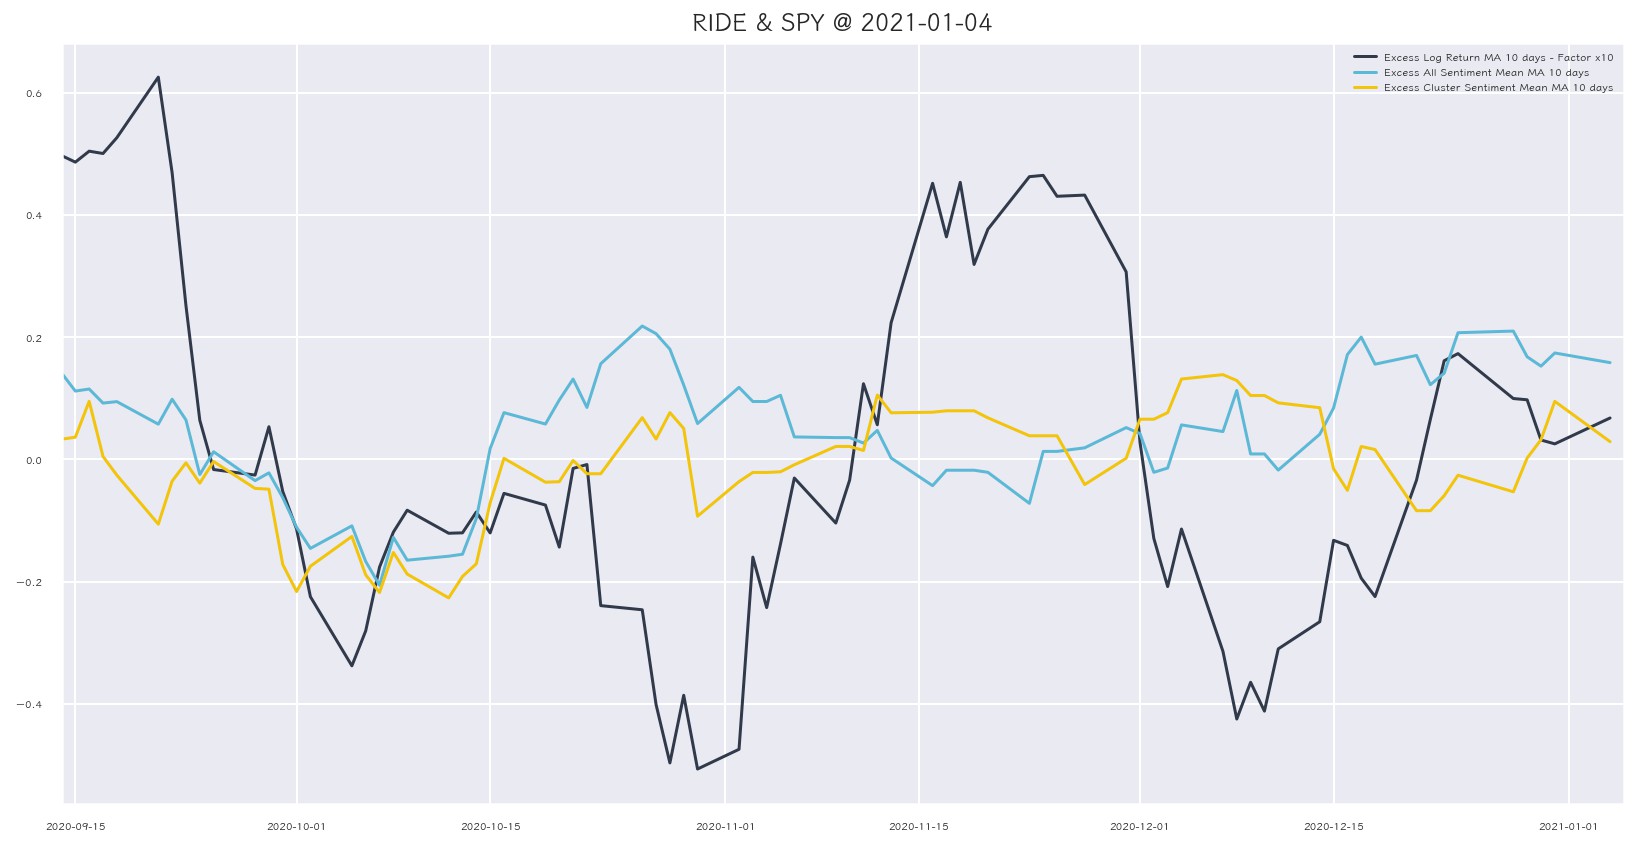 RIDE & SPY @ 2021-01-04
Excess Log Return MA 10 days - Factor x10
Excess All Sentiment Mean MA 10 days
Excess Cluster Sentiment Mean MA 10 days
0.6
0.4
0.2
0.0
−0.2
−0.4
2020-09-15 2020-10-01 2020-10-15 2020-11-01 2020-11-15 2020-12-01 2020-12-15 2021-01-01